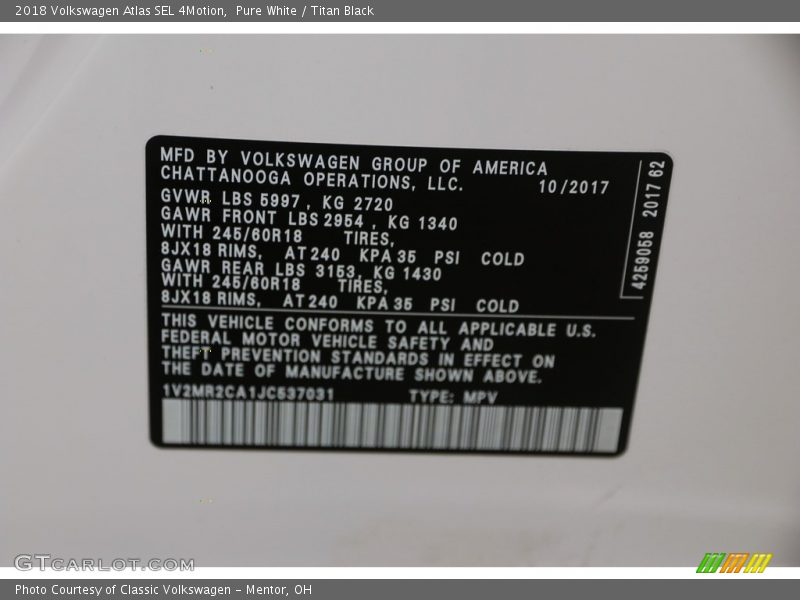 2018 Volkswagen Atlas SEL 4Motion, Pure White / Titan Black
MFD BY VOLKSWAGEN GROUP OF AMERICA
CHATTANOOGA OPERATIONS, LLC. 10/2017
GVWR LBS 5997 , KG 2720
GAWR FRONT LBS 2954 , KG 1340
WITH 245/60R18 TIRES,
8JX18 RIMS, AT 240 KPA 35 PSI COLD
GAWR REAR LBS 3153, KG 1430
WITH 245/60R18 TIRES,
8JX18 RIMS, AT 240 KPA 35 PSI COLD
4259058 2017 62
THIS VEHICLE CONFORMS TO ALL APPLICABLE U.S.
FEDERAL MOTOR VEHICLE SAFETY AND
THEFT PREVENTION STANDARDS IN EFFECT ON
THE DATE OF MANUFACTURE SHOWN ABOVE.
1V2MR2CA1JC537031 TYPE: MPV
GTCARLOT.COM
Photo Courtesy of Classic Volkswagen - Mentor, OH